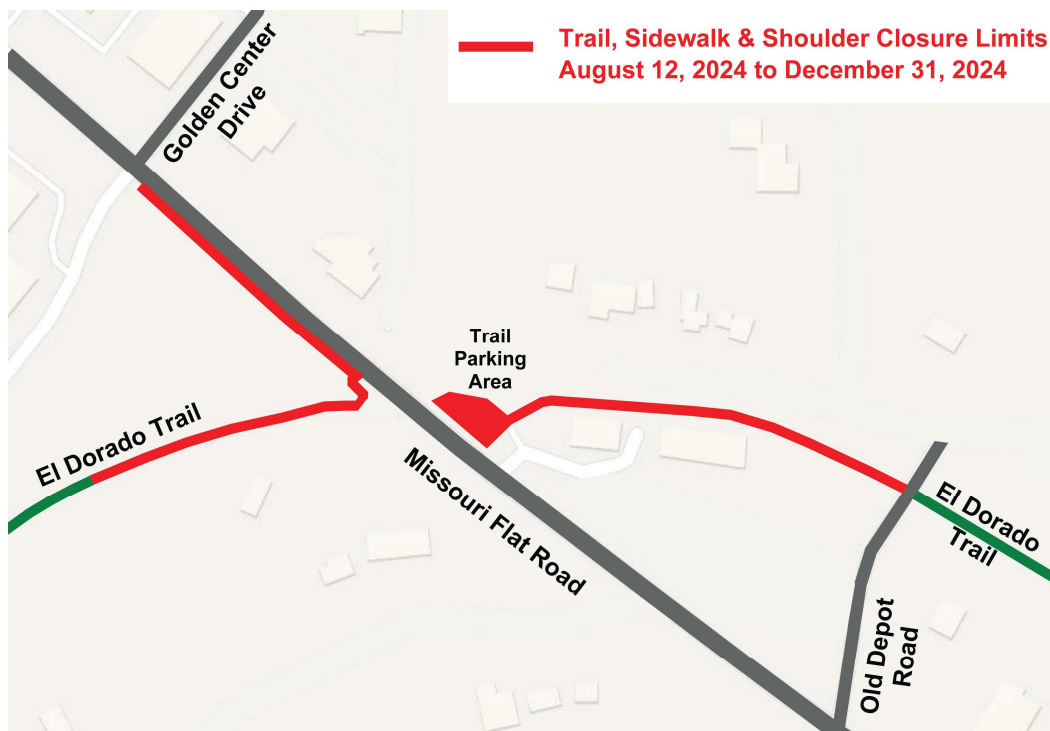 Trail, Sidewalk & Shoulder Closure Limits
August 12, 2024 to December 31, 2024
Golden Center
Drive
Trail
Parking
Area
El Dorado Trail
Missouri Flat Road
El Dorado
Trail
Old Depot
Road